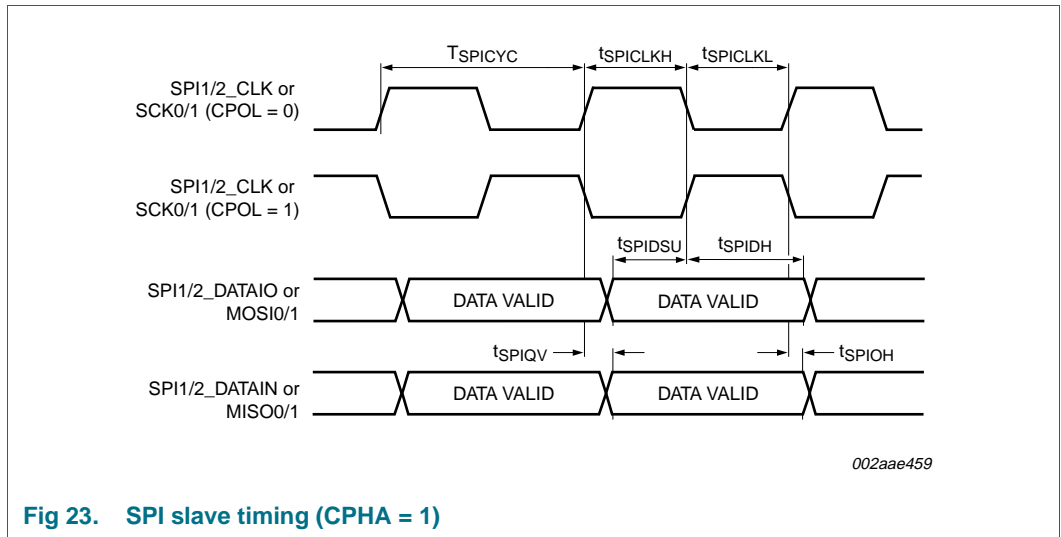 TSPICYC tSPICLKH tSPICLKL
SPI1/2_CLK or
SCK0/1 (CPOL = 0)
SPI1/2_CLK or
SCK0/1 (CPOL = 1)
tSPIDSU tSPIDH
SPI1/2_DATAIO or
MOSI0/1
DATA VALID DATA VALID
tSPIQV tSPIOH
SPI1/2_DATAIN or
MISO0/1
DATA VALID DATA VALID
002aae459
Fig 23. SPI slave timing (CPHA = 1)